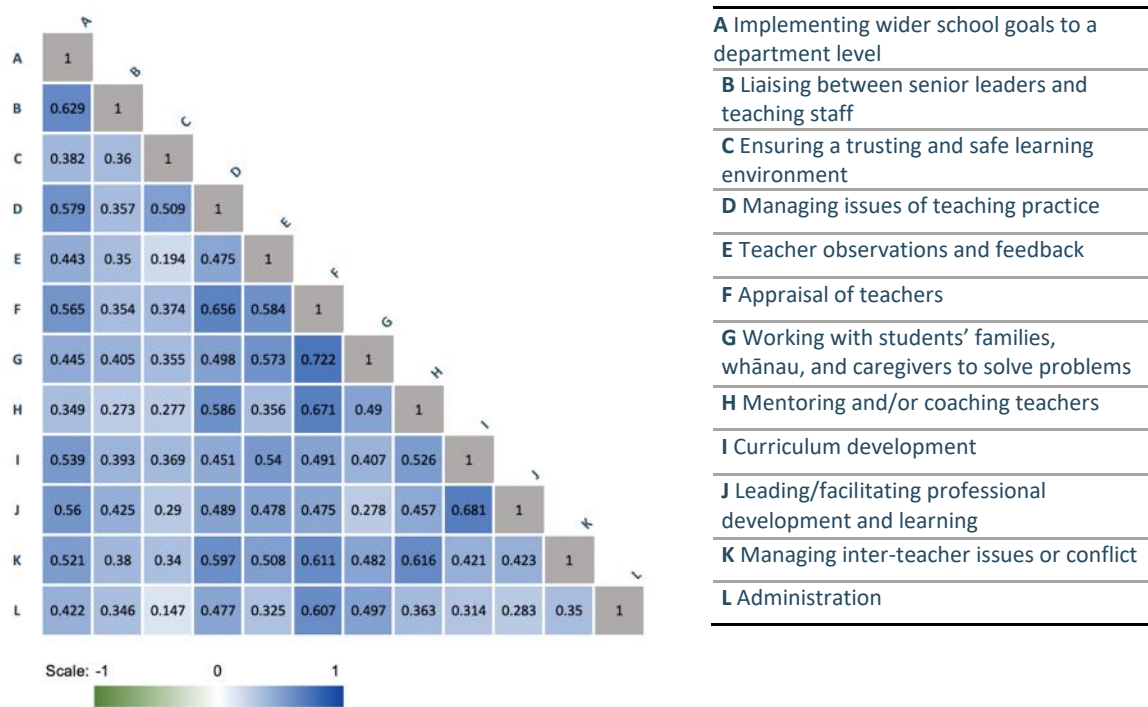 A
A 1
B
B 0.629 1
C
C 0.382 0.36 1
D
D 0.579 0.357 0.509 1
E
E 0.443 0.35 0.194 0.475 1
F
F 0.565 0.354 0.374 0.656 0.584 1
G
G 0.445 0.405 0.355 0.498 0.573 0.722 1
H
H 0.349 0.273 0.277 0.586 0.356 0.671 0.49 1
I
I 0.539 0.393 0.369 0.451 0.54 0.491 0.407 0.526 1
J
J 0.56 0.425 0.29 0.489 0.478 0.475 0.278 0.457 0.681 1
K
K 0.521 0.38 0.34 0.597 0.508 0.611 0.482 0.616 0.421 0.423 1
L
L 0.422 0.346 0.147 0.477 0.325 0.607 0.497 0.363 0.314 0.283 0.35 1
Scale: -1 0 1
A Implementing wider school goals to a
department level
B Liaising between senior leaders and
teaching staff
C Ensuring a trusting and safe learning
environment
D Managing issues of teaching practice
E Teacher observations and feedback
F Appraisal of teachers
G Working with students’ families,
whānau, and caregivers to solve problems
H Mentoring and/or coaching teachers
I Curriculum development
J Leading/facilitating professional
development and learning
K Managing inter-teacher issues or conflict
L Administration